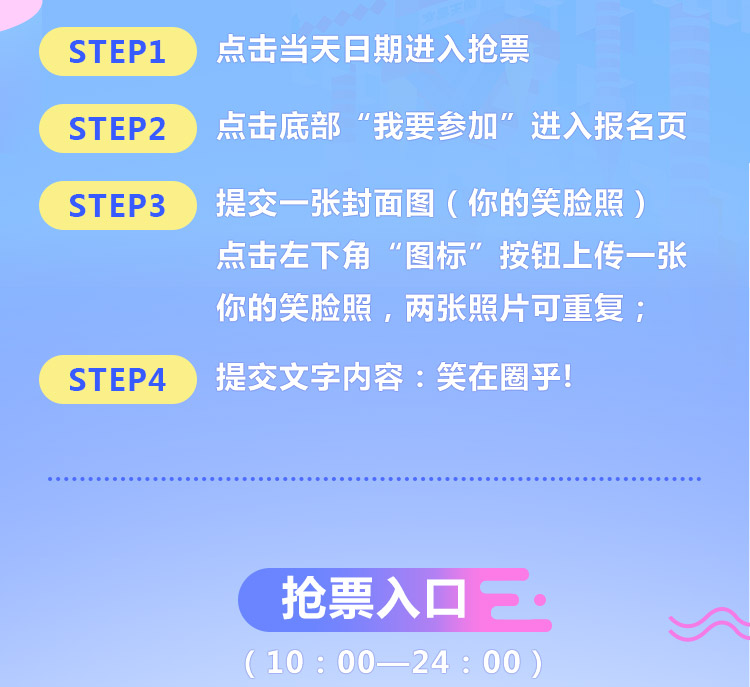 STEP1 点击当天日期进入抢票
STEP2 点击底部“我要参加”进入报名页
STEP3 提交一张封面图(你的笑脸照)
点击左下角“图标”按钮上传一张
你的笑脸照,两张照片可重复;
STEP4 提交文字内容:笑在圈乎!
抢票入口
(10:00—24:00)